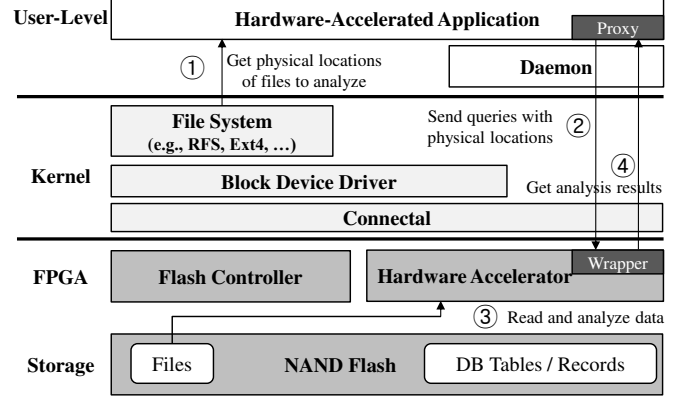 User-Level
Hardware-Accelerated Application
Proxy
① Get physical locations
of files to analyze
Daemon
Send queries with
physical locations ②
File System
(e.g., RFS, Ext4, …)
④
Kernel
Block Device Driver
Get analysis results
Connectal
FPGA
Flash Controller
Hardware Accelerator
Wrapper
③ Read and analyze data
Storage
Files
NAND Flash
DB Tables / Records